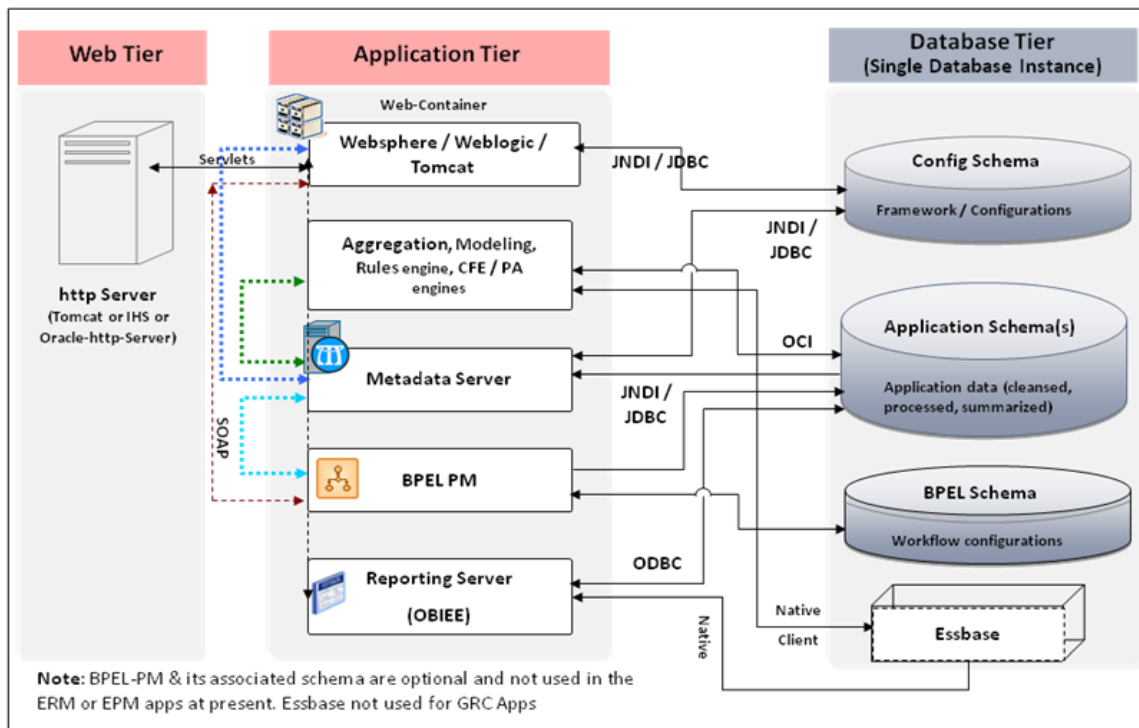 Web Tier
Application Tier
Database Tier
(Single Database Instance)
Web-Container
Websphere / Weblogic /
Tomcat
Servlets
JNDI / JDBC
Config Schema
Framework / Configurations
JNDI /
JDBC
Aggregation, Modeling,
Rules engine, CFE / PA
engines
http Server
(Tomcat or IHS or
Oracle-http-Server)
OCI
Application Schema(s)
Application data (cleansed,
processed, summarized)
Metadata Server
JNDI /
JDBC
SOAP
BPEL PM
BPEL Schema
Workflow configurations
ODBC
Reporting Server
(OBIEE)
Native
Client
Native
Essbase
Note: BPEL-PM & its associated schema are optional and not used in the
ERM or EPM apps at present. Essbase not used for GRC Apps